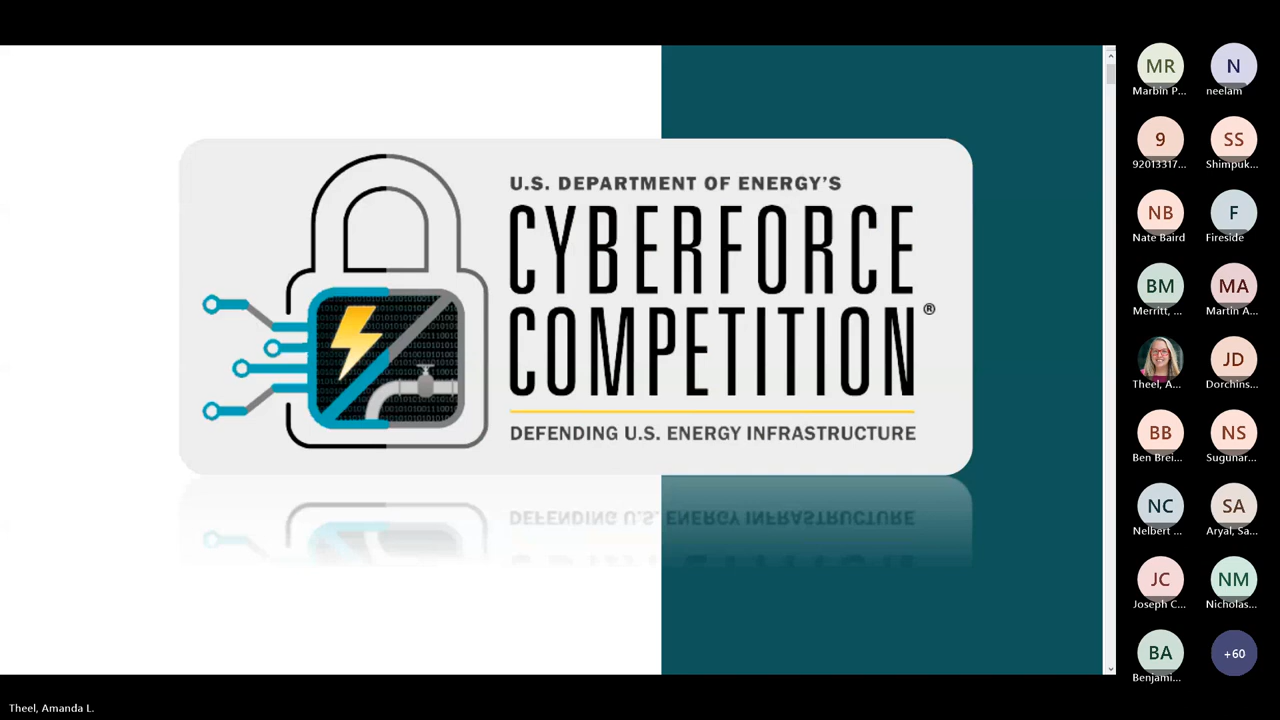 U.S. DEPARTMENT OF ENERGY'S
CYBERFORCE
COMPETITION®
DEFENDING U.S. ENERGY INFRASTRUCTURE
MR
Marbin P...
N
neelam
9
92013317...
SS
Shimpuk...
NB
Nate Baird
F
Fireside
BM
Merritt, ...
MA
Martin A...
Theel, A...
JD
Dorchins...
BB
Ben Brei...
NS
Sugunar...
NC
Nelbert ...
SA
Aryal, Sa...
JC
Joseph C...
NM
Nicholas...
BA
Benjami...
+60
Theel, Amanda L.